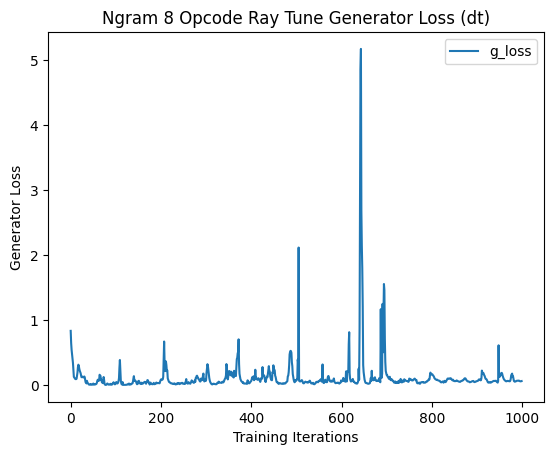 Ngram 8 Opcode Ray Tune Generator Loss (dt)
g_loss
5
4
3
2
1
0
Generator Loss
0 200 400 600 800 1000
Training Iterations